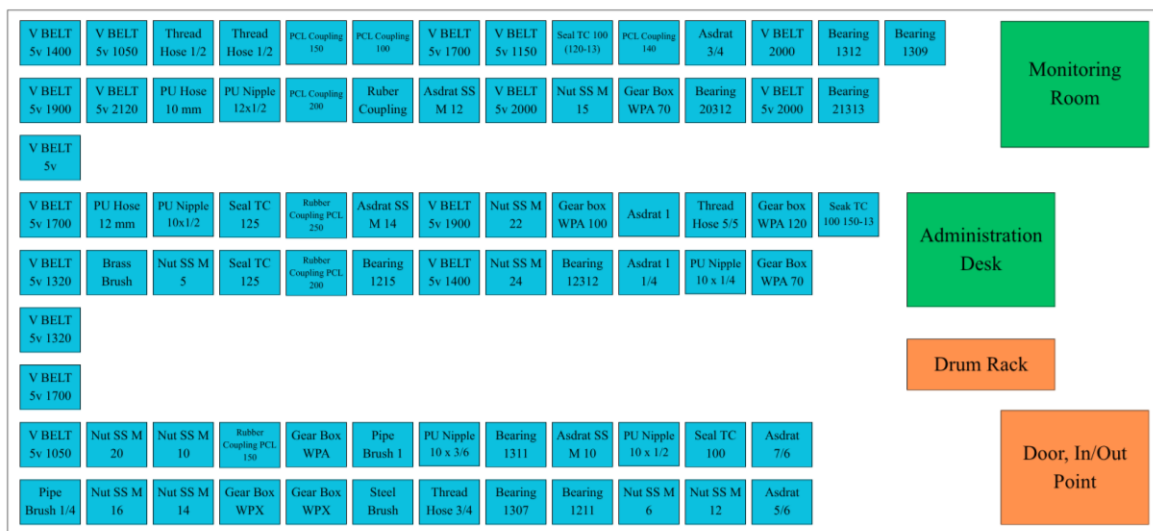 V BELT
5v 1400
V BELT
5v 1050
Thread
Hose 1/2
Thread
Hose 1/2
PCL Coupling
150
PCL Coupling
100
V BELT
5v 1700
V BELT
5v 1150
Seal TC 100
(120-13)
PCL Coupling
140
Asdrat
3/4
V BELT
2000
Bearing
1312
Bearing
1309
Monitoring
Room
V BELT
5v 1900
V BELT
5v 2120
PU Hose
10 mm
PU Nipple
12x1/2
PCL Coupling
200
Ruber
Coupling
Asdrat SS
M 12
V BELT
5v 2000
Nut SS M
15
Gear Box
WPA 70
Bearing
20312
V BELT
5v 2000
Bearing
21313
V BELT
5v
V BELT
5v 1700
PU Hose
12 mm
PU Nipple
10x1/2
Seal TC
125
Rubber
Coupling PCL
250
Asdrat SS
M 14
V BELT
5v 1900
Nut SS M
22
Gear box
WPA 100
Asdrat 1
Thread
Hose 5/5
Gear box
WPA 120
Seak TC
100 150-13
Administration
Desk
V BELT
5v 1320
Brass
Brush
Nut SS M
5
Seal TC
125
Rubber
Coupling PCL
200
Bearing
1215
V BELT
5v 1400
Nut SS M
24
Bearing
12312
Asdrat 1
1/4
PU Nipple
10 x 1/4
Gear Box
WPA 70
V BELT
5v 1320
Drum Rack
V BELT
5v 1700
V BELT
5v 1050
Nut SS M
20
Nut SS M
10
Rubber
Coupling PCL
150
Gear Box
WPA
Pipe
Brush 1
PU Nipple
10 x 3/6
Bearing
1311
Asdrat SS
M 10
PU Nipple
10 x 1/2
Seal TC
100
Asdrat
7/6
Door, In/Out
Point
Pipe
Brush 1/4
Nut SS M
16
Nut SS M
14
Gear Box
WPX
Gear Box
WPX
Steel
Brush
Thread
Hose 3/4
Bearing
1307
Bearing
1211
Nut SS M
6
Nut SS M
12
Asdrat
5/6